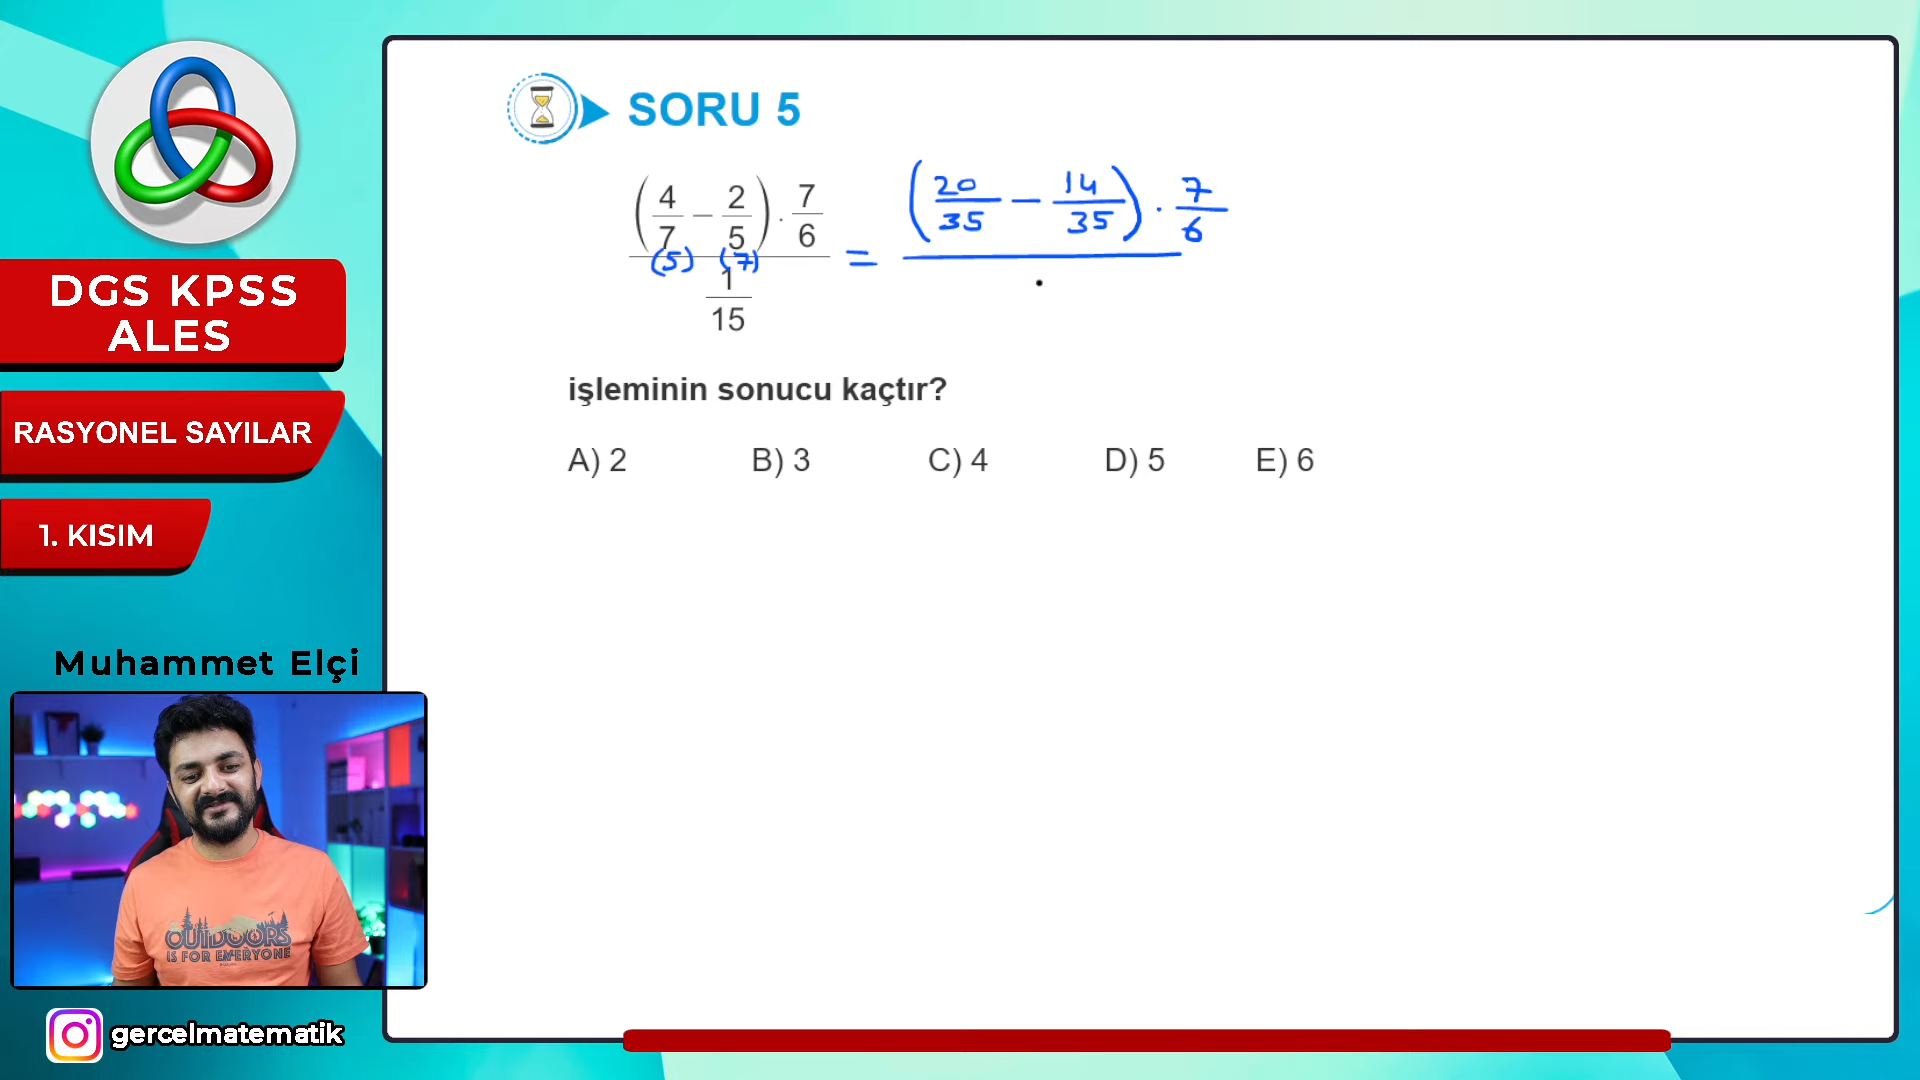 SORU 5
(4/7 − 2/5) · 7/6
(5) (7)
1/15
= (20/35 − 14/35) · 7/6
işleminin sonucu kaçtır?
A) 2 B) 3 C) 4 D) 5 E) 6
DGS KPSS
ALES
RASYONEL SAYILAR
1. KISIM
Muhammet Elçi
OUTDOORS
IS FOR EVERYONE
gercelmatematik